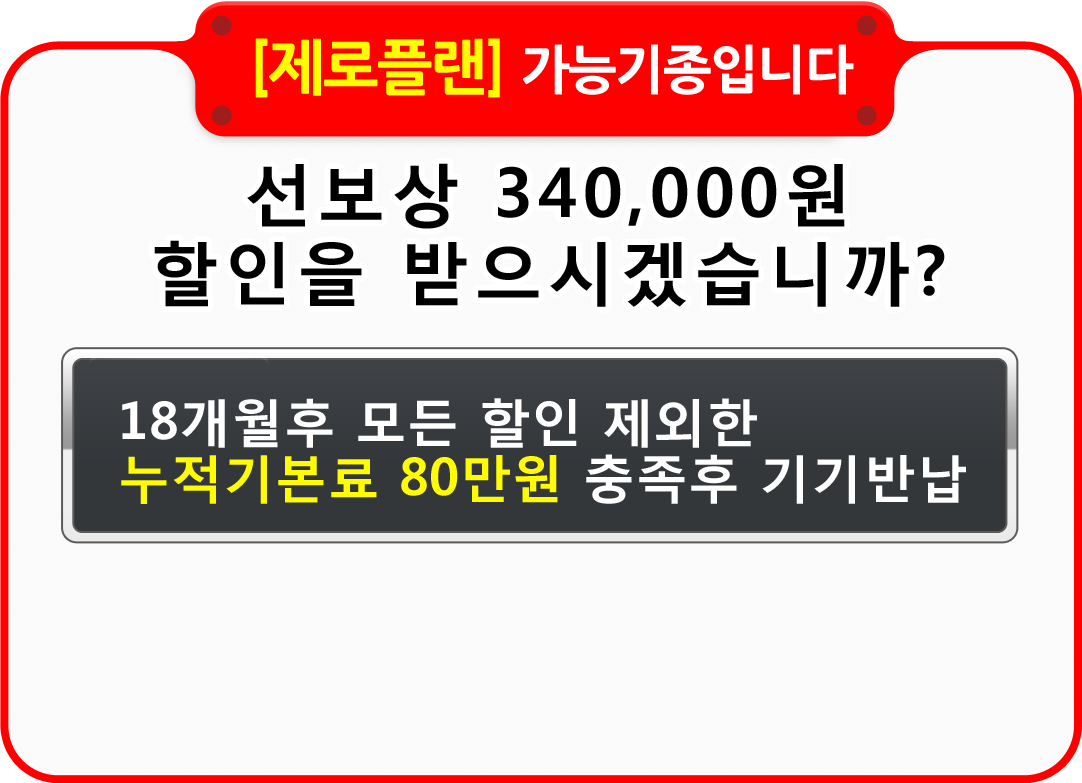 [제로플랜] 가능기종입니다
선보상 340,000원
할인을 받으시겠습니까?
18개월후 모든 할인 제외한
누적기본료 80만원 충족후 기기반납